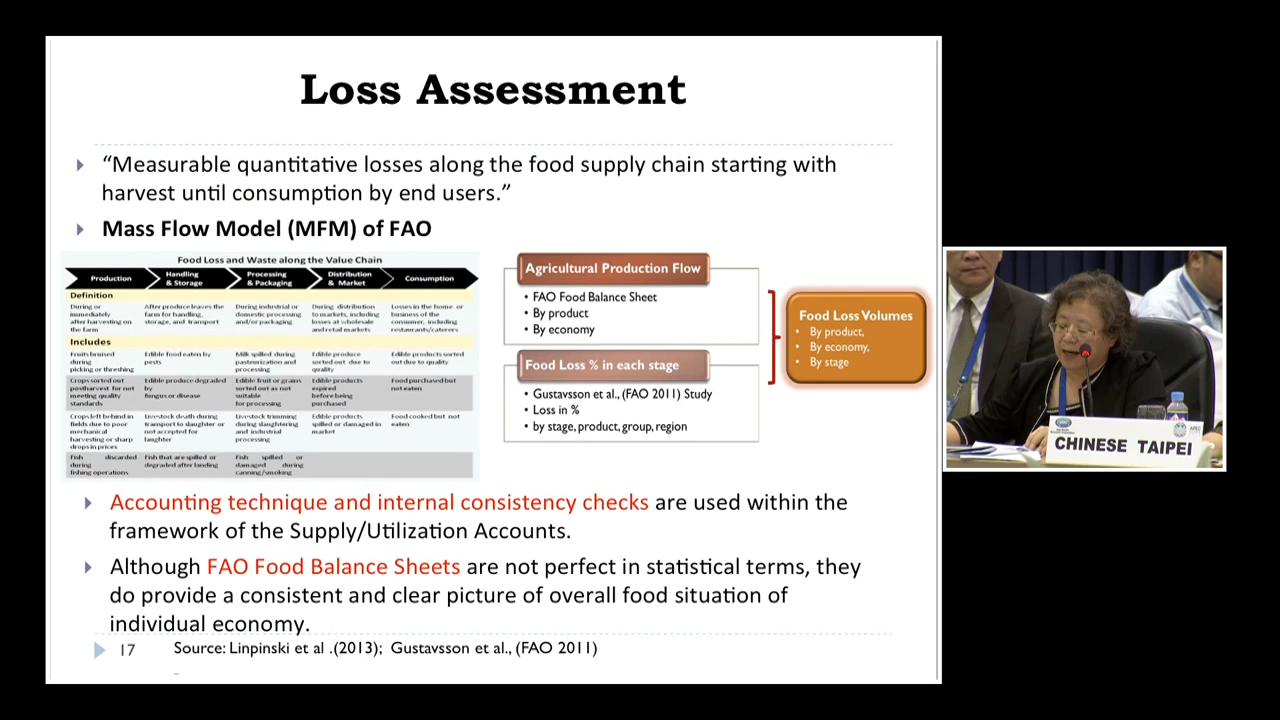 Loss Assessment
“Measurable quantitative losses along the food supply chain starting with
harvest until consumption by end users.”
Mass Flow Model (MFM) of FAO
Food Loss and Waste along the Value Chain
Production
Handling
& Storage
Processing
& Packaging
Distribution
& Market
Consumption
Definition
During or
immediately
after harvesting on
the farm
After produce leaves the
farm for handling,
storage, and transport
During industrial or
domestic processing
and/or packaging
During distribution
to markets, including
losses at wholesale
and retail markets
Losses in the home or
business of the
consumer, including
restaurants/caterers
Includes
Fruits bruised
during
picking or threshing
Edible food eaten by
pests
Milk spilled during
pasteurization and
processing
Edible produce
sorted out due to
quality
Edible products sorted
out due to quality
Crops sorted out
postharvest for not
meeting quality
standards
Edible produce degraded
by
fungus or disease
Edible fruit or grains
sorted out as not
suitable
for processing
Edible products
expired
before being
purchased
Food purchased but
not eaten
Crops left behind in
fields due to poor
mechanical
harvesting or sharp
drops in prices
Livestock death during
transport to slaughter or
not accepted for
laughter
Livestock trimming
during slaughtering
and industrial
processing
Edible products
spilled or damaged in
market
Food cooked but not
eaten
Fish discarded
during
fishing operations
Fish that are spilled or
degraded after landing
Fish spilled or
damaged during
canning/smoking
Agricultural Production Flow
• FAO Food Balance Sheet
• By product
• By economy
Food Loss % in each stage
• Gustavsson et al., (FAO 2011) Study
• Loss in %
• by stage, product, group, region
Food Loss Volumes
• By product,
• By economy,
• By stage
Accounting technique and internal consistency checks are used within the
framework of the Supply/Utilization Accounts.
Although FAO Food Balance Sheets are not perfect in statistical terms, they
do provide a consistent and clear picture of overall food situation of
individual economy.
17
Source: Linpinski et al .(2013); Gustavsson et al., (FAO 2011)
CHINESE TAIPEI
APEC